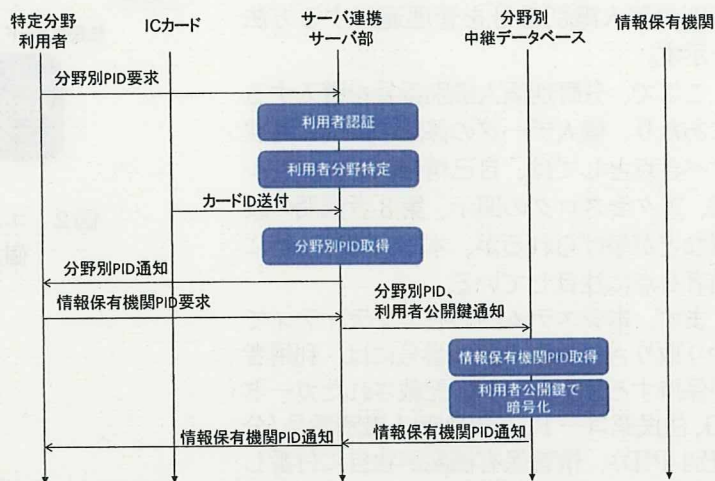 特定分野
利用者
ICカード
サーバ連携
サーバ部
分野別
中継データベース
情報保有機関
分野別PID要求
利用者認証
利用者分野特定
カードID送付
分野別PID取得
分野別PID通知
情報保有機関PID要求
分野別PID、
利用者公開鍵通知
情報保有機関PID取得
利用者公開鍵で
暗号化
情報保有機関PID通知
情報保有機関PID通知